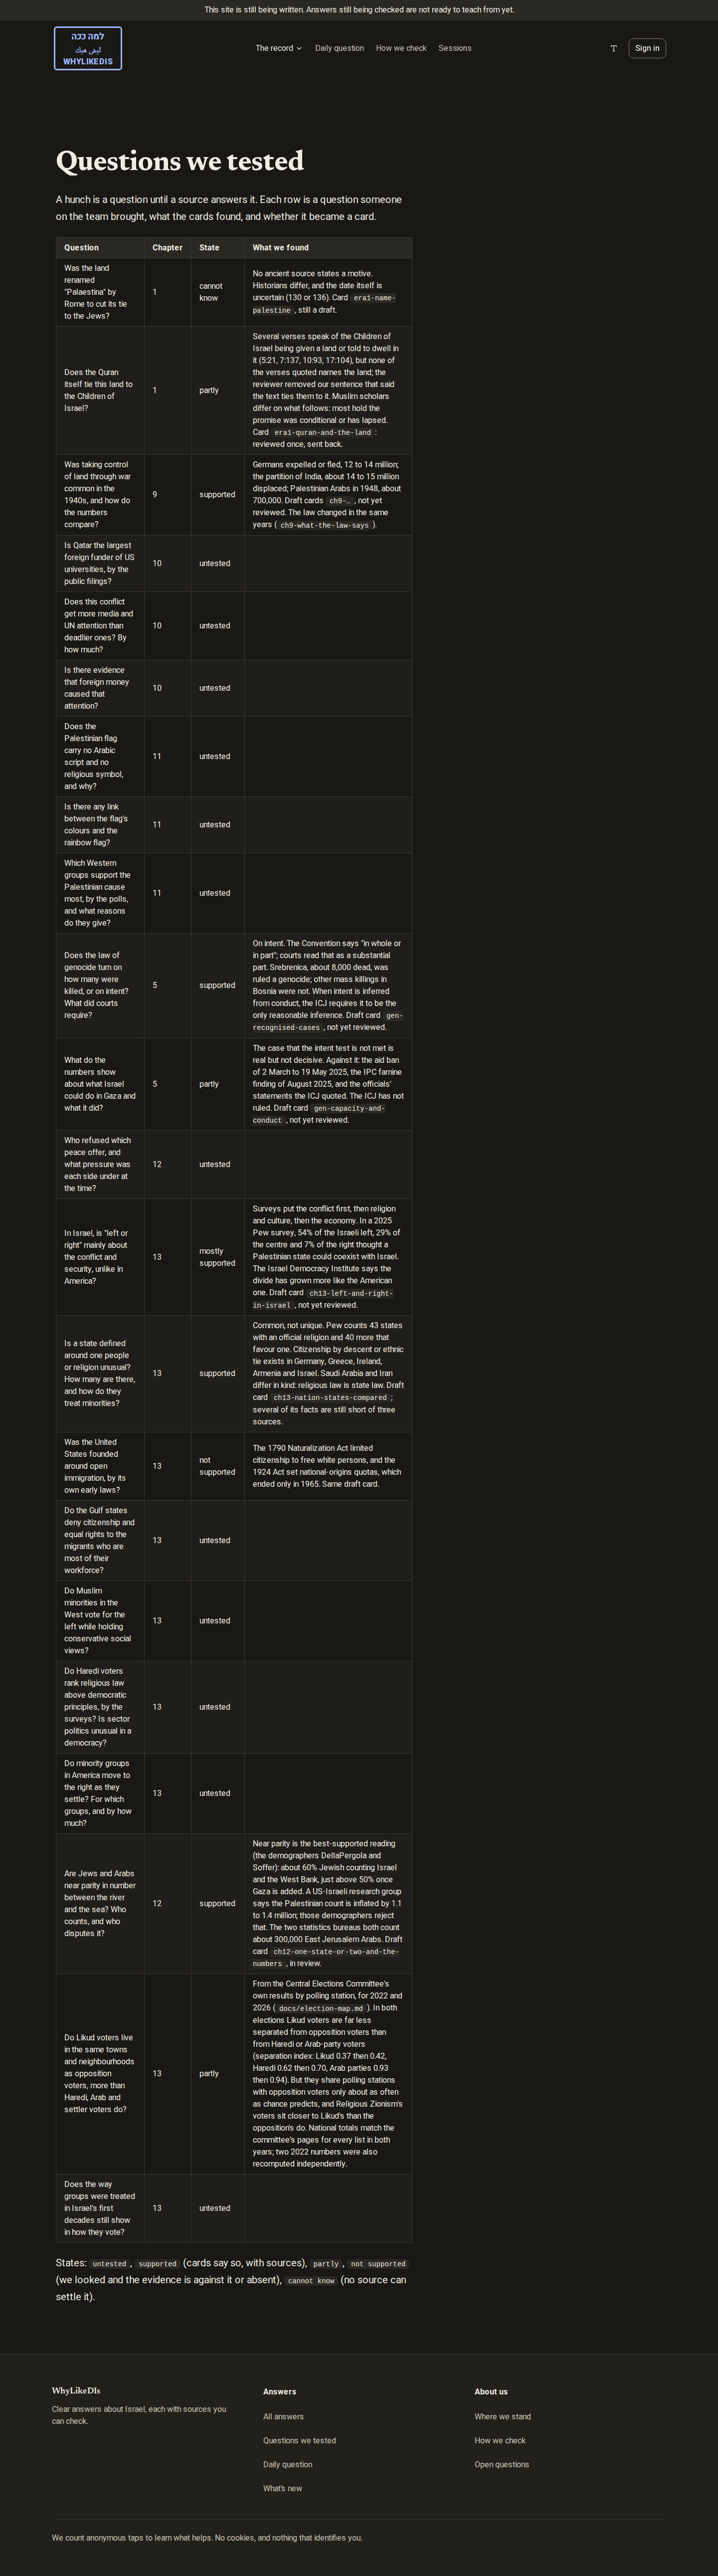 This site is still being written. Answers still being checked are not ready to teach from yet.
למה ככה
ليش هيك
WHYLIKEDIS
The record
Daily question
How we check
Sessions
Sign in
Questions we tested
A hunch is a question until a source answers it. Each row is a question someone
on the team brought, what the cards found, and whether it became a card.
Question
Chapter
State
What we found
Was the land
renamed
"Palaestina" by
Rome to cut its tie
to the Jews?
1
cannot
know
No ancient source states a motive.
Historians differ, and the date itself is
uncertain (130 or 136). Card era1-name-
palestine, still a draft.
Does the Quran
itself tie this land to
the Children of
Israel?
1
partly
Several verses speak of the Children of
Israel being given a land or told to dwell in
it (5:21, 7:137, 10:93, 17:104), but none of
the verses quoted names the land; the
reviewer removed our sentence that said
the text ties them to it. Muslim scholars
differ on what follows: most hold the
promise was conditional or has lapsed.
Card era1-quran-and-the-land :
reviewed once, sent back.
Was taking control
of land through war
common in the
1940s, and how do
the numbers
compare?
9
supported
Germans expelled or fled, 12 to 14 million;
the partition of India, about 14 to 15 million
displaced; Palestinian Arabs in 1948, about
700,000. Draft cards ch9-…, not yet
reviewed. The law changed in the same
years ( ch9-what-the-law-says ).
Is Qatar the largest
foreign funder of US
universities, by the
public filings?
10
untested
Does this conflict
get more media and
UN attention than
deadlier ones? By
how much?
10
untested
Is there evidence
that foreign money
caused that
attention?
10
untested
Does the
Palestinian flag
carry no Arabic
script and no
religious symbol,
and why?
11
untested
Is there any link
between the flag's
colours and the
rainbow flag?
11
untested
Which Western
groups support the
Palestinian cause
most, by the polls,
and what reasons
do they give?
11
untested
Does the law of
genocide turn on
how many were
killed, or on intent?
What did courts
require?
5
supported
On intent. The Convention says "in whole or
in part"; courts read that as a substantial
part. Srebrenica, about 8,000 dead, was
ruled a genocide; other mass killings in
Bosnia were not. When intent is inferred
from conduct, the ICJ requires it to be the
only reasonable inference. Draft card gen-
recognised-cases, not yet reviewed.
What do the
numbers show
about what Israel
could do in Gaza and
what it did?
5
partly
The case that the intent test is not met is
real but not decisive. Against it: the aid ban
of 2 March to 19 May 2025, the IPC famine
finding of August 2025, and the officials'
statements the ICJ quoted. The ICJ has not
ruled. Draft card gen-capacity-and-
conduct, not yet reviewed.
Who refused which
peace offer, and
what pressure was
each side under at
the time?
12
untested
In Israel, is "left or
right" mainly about
the conflict and
security, unlike in
America?
13
mostly
supported
Surveys put the conflict first, then religion
and culture, then the economy. In a 2025
Pew survey, 54% of the Israeli left, 29% of
the centre and 7% of the right thought a
Palestinian state could coexist with Israel.
The Israel Democracy Institute says the
divide has grown more like the American
one. Draft card ch13-left-and-right-
in-israel, not yet reviewed.
Is a state defined
around one people
or religion unusual?
How many are there,
and how do they
treat minorities?
13
supported
Common, not unique. Pew counts 43 states
with an official religion and 40 more that
favour one. Citizenship by descent or ethnic
tie exists in Germany, Greece, Ireland,
Armenia and Israel. Saudi Arabia and Iran
differ in kind: religious law is state law. Draft
card ch13-nation-states-compared ;
several of its facts are still short of three
sources.
Was the United
States founded
around open
immigration, by its
own early laws?
13
not
supported
The 1790 Naturalization Act limited
citizenship to free white persons, and the
1924 Act set national-origins quotas, which
ended only in 1965. Same draft card.
Do the Gulf states
deny citizenship and
equal rights to the
migrants who are
most of their
workforce?
13
untested
Do Muslim
minorities in the
West vote for the
left while holding
conservative social
views?
13
untested
Do Haredi voters
rank religious law
above democratic
principles, by the
surveys? Is sector
politics unusual in a
democracy?
13
untested
Do minority groups
in America move to
the right as they
settle? For which
groups, and by how
much?
13
untested
Are Jews and Arabs
near parity in number
between the river
and the sea? Who
counts, and who
disputes it?
12
supported
Near parity is the best-supported reading
(the demographers DellaPergola and
Soffer): about 60% Jewish counting Israel
and the West Bank, just above 50% once
Gaza is added. A US-Israeli research group
says the Palestinian count is inflated by 1.1
to 1.4 million; those demographers reject
that. The two statistics bureaus both count
about 300,000 East Jerusalem Arabs. Draft
card ch12-one-state-or-two-and-the-
numbers, in review.
Do Likud voters live
in the same towns
and neighbourhoods
as opposition
voters, more than
Haredi, Arab and
settler voters do?
13
partly
From the Central Elections Committee's
own results by polling station, for 2022 and
2026 ( docs/election-map.md ). In both
elections Likud voters are far less
separated from opposition voters than
from Haredi or Arab-party voters
(separation index: Likud 0.37 then 0.42,
Haredi 0.62 then 0.70, Arab parties 0.93
then 0.94). But they share polling stations
with opposition voters only about as often
as chance predicts, and Religious Zionism's
voters sit closer to Likud's than the
opposition's do. National totals match the
committee's pages for every list in both
years; two 2022 numbers were also
recomputed independently.
Does the way
groups were treated
in Israel's first
decades still show
in how they vote?
13
untested
States: untested, supported (cards say so, with sources), partly, not supported
(we looked and the evidence is against it or absent), cannot know (no source can
settle it).
WhyLikeDIs
Clear answers about Israel, each with sources you
can check.
Answers
All answers
Questions we tested
Daily question
What's new
About us
Where we stand
How we check
Open questions
We count anonymous taps to learn what helps. No cookies, and nothing that identifies you.